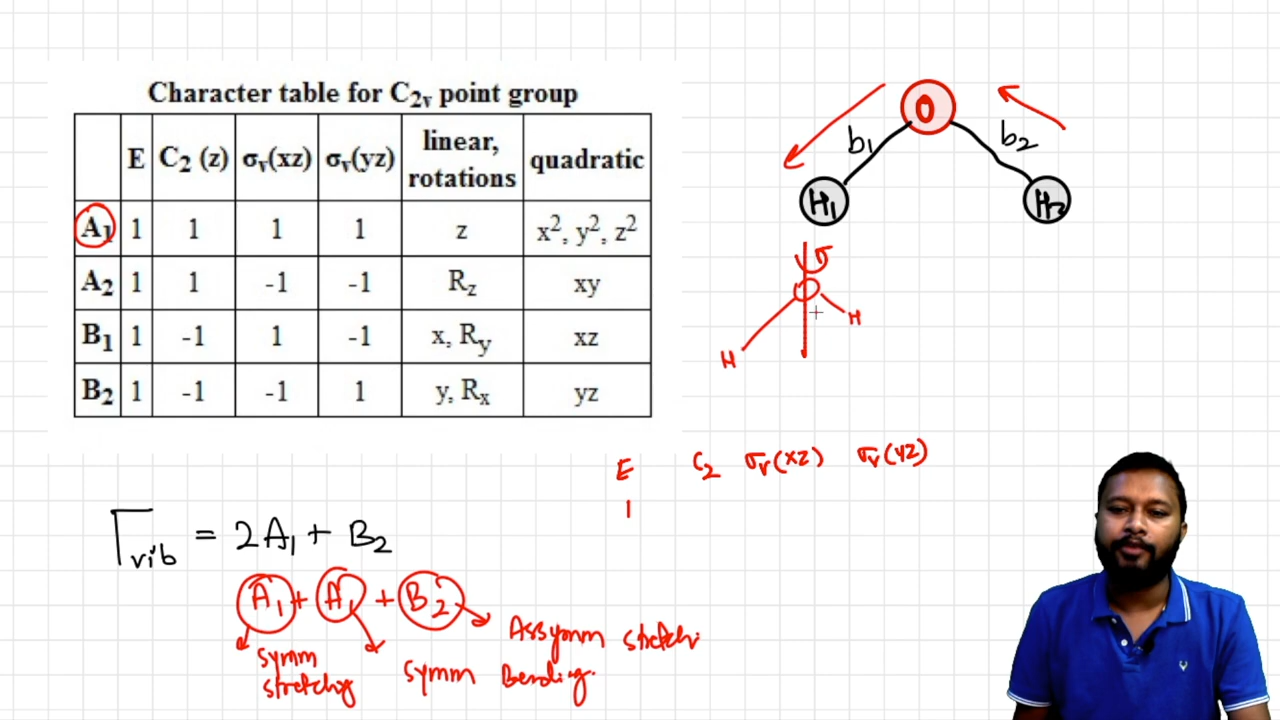 Character table for C₂ᵥ point group
E C₂ (z) σᵥ(xz) σᵥ(yz) linear, rotations quadratic
A₁ 1 1 1 1 z x², y², z²
A₂ 1 1 -1 -1 R_z xy
B₁ 1 -1 1 -1 x, R_y xz
B₂ 1 -1 -1 1 y, Rₓ yz
O
b₁ b₂
H₁ H₂
H H
E C₂ σᵥ(xz) σᵥ(yz)
1
Γvib = 2A₁ + B₂
A₁ + A₁ + B₂
Assymm stretchi
symm stretching
symm Bending.